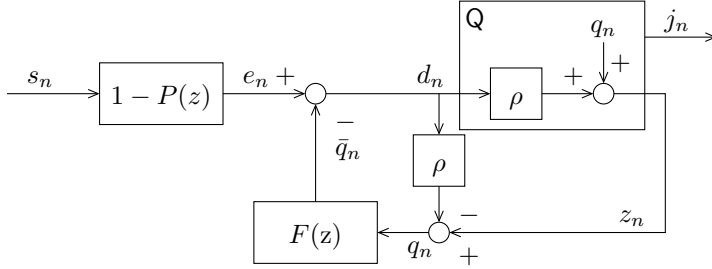 Q
q_n
j_n
s_n
1 − P(z)
e_n +
d_n
ρ
+
+
−
q̄_n
ρ
F(z)
q_n
−
+
z_n